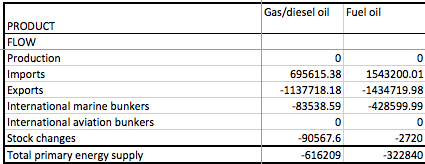 Gas/diesel oil Fuel oil
PRODUCT
FLOW
Production 0 0
Imports 695615.38 1543200.01
Exports -1137718.18 -1434719.98
International marine bunkers -83538.59 -428599.99
International aviation bunkers 0 0
Stock changes -90567.6 -2720
Total primary energy supply -616209 -322840